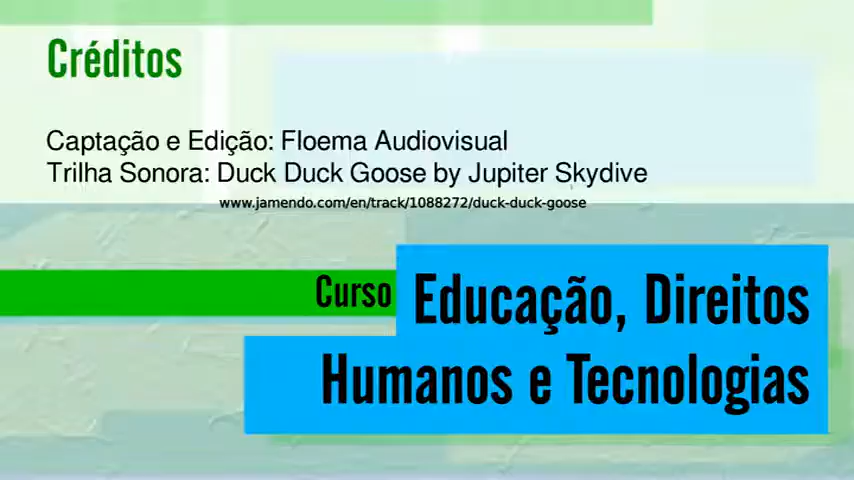 Créditos
Captação e Edição: Floema Audiovisual
Trilha Sonora: Duck Duck Goose by Jupiter Skydive
www.jamendo.com/en/track/1088272/duck-duck-goose
Curso Educação, Direitos
Humanos e Tecnologias